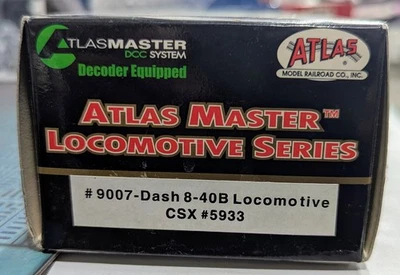 ATLASMASTER
DCC SYSTEM
Decoder Equipped
ATLAS
MODEL RAILROAD CO., INC.
ATLAS MASTER™
LOCOMOTIVE SERIES
#9007-Dash 8-40B Locomotive
CSX #5933